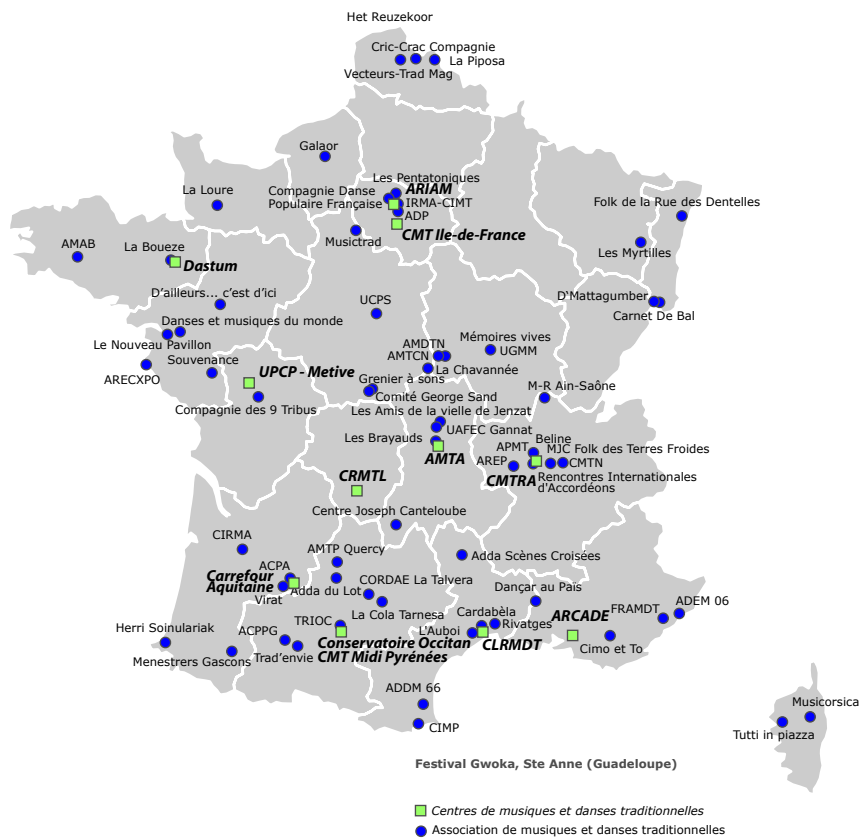 Het Reuzekoor
Cric-Crac Compagnie
La Piposa
Vecteurs-Trad Mag
Galaor
Les Pentatoniques
ARIAM
Compagnie Danse
Populaire Française
IRMA-CIMT
ADP
CMT Ile-de-France
Musictrad
La Loure
Folk de la Rue des Dentelles
Les Myrtilles
AMAB
La Boueze
Dastum
D'ailleurs... c'est d'ici
Danses et musiques du monde
Le Nouveau Pavillon
Souvenance
ARECXPO
UPCP - Metive
Compagnie des 9 Tribus
UCPS
D'Mattagumber
Carnet De Bal
AMDTN
AMTCN
La Chavannée
Mémoires vives
UGMM
Grenier à sons
Comité George Sand
M-R Ain-Saône
Les Amis de la vielle de Jenzat
UAFEC Gannat
Les Brayauds
AMTA
Beline
APMT
MJC Folk des Terres Froides
AREP
CMTN
CMTRA
Rencontres Internationales
d'Accordéons
CRMTL
Centre Joseph Canteloube
CIRMA
AMTP Quercy
Adda Scènes Croisées
ACPA
Carrefour
Aquitaine
Virat
Adda du Lot
CORDAE La Talvera
La Cola Tarnesa
Dançar au Païs
ARCADE
FRAMDT
ADEM 06
Cimo et To
Cardabèla
Rivatges
L'Auboi
CLRMDT
TRIOC
Conservatoire Occitan
CMT Midi Pyrénées
ACPPG
Trad'envie
Herri Soinulariak
Menestrers Gascons
ADDM 66
CIMP
Musicorsica
Tutti in piazza
Festival Gwoka, Ste Anne (Guadeloupe)
Centres de musiques et danses traditionnelles
Association de musiques et danses traditionnelles